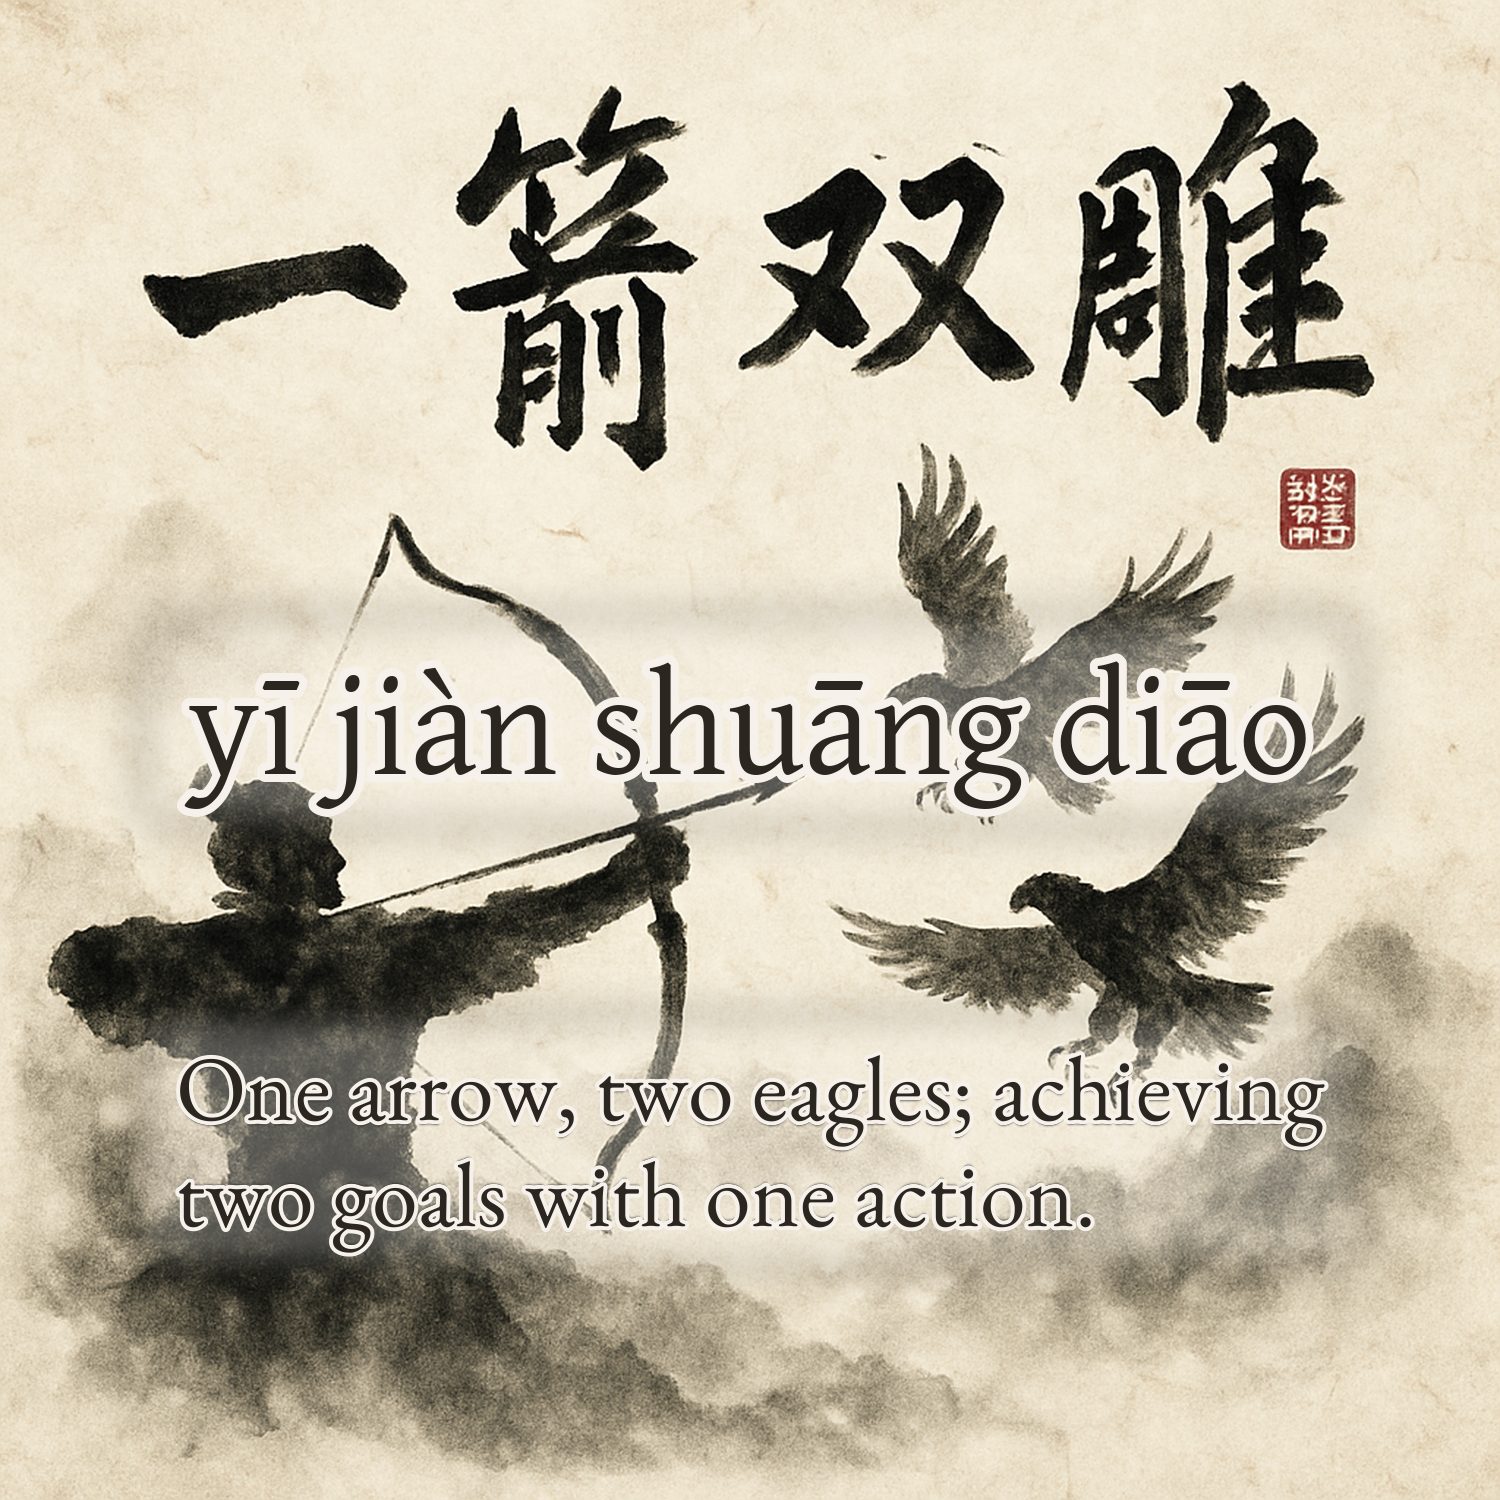 一箭双雕
yī jiàn shuāng diāo
One arrow, two eagles; achieving
two goals with one action.